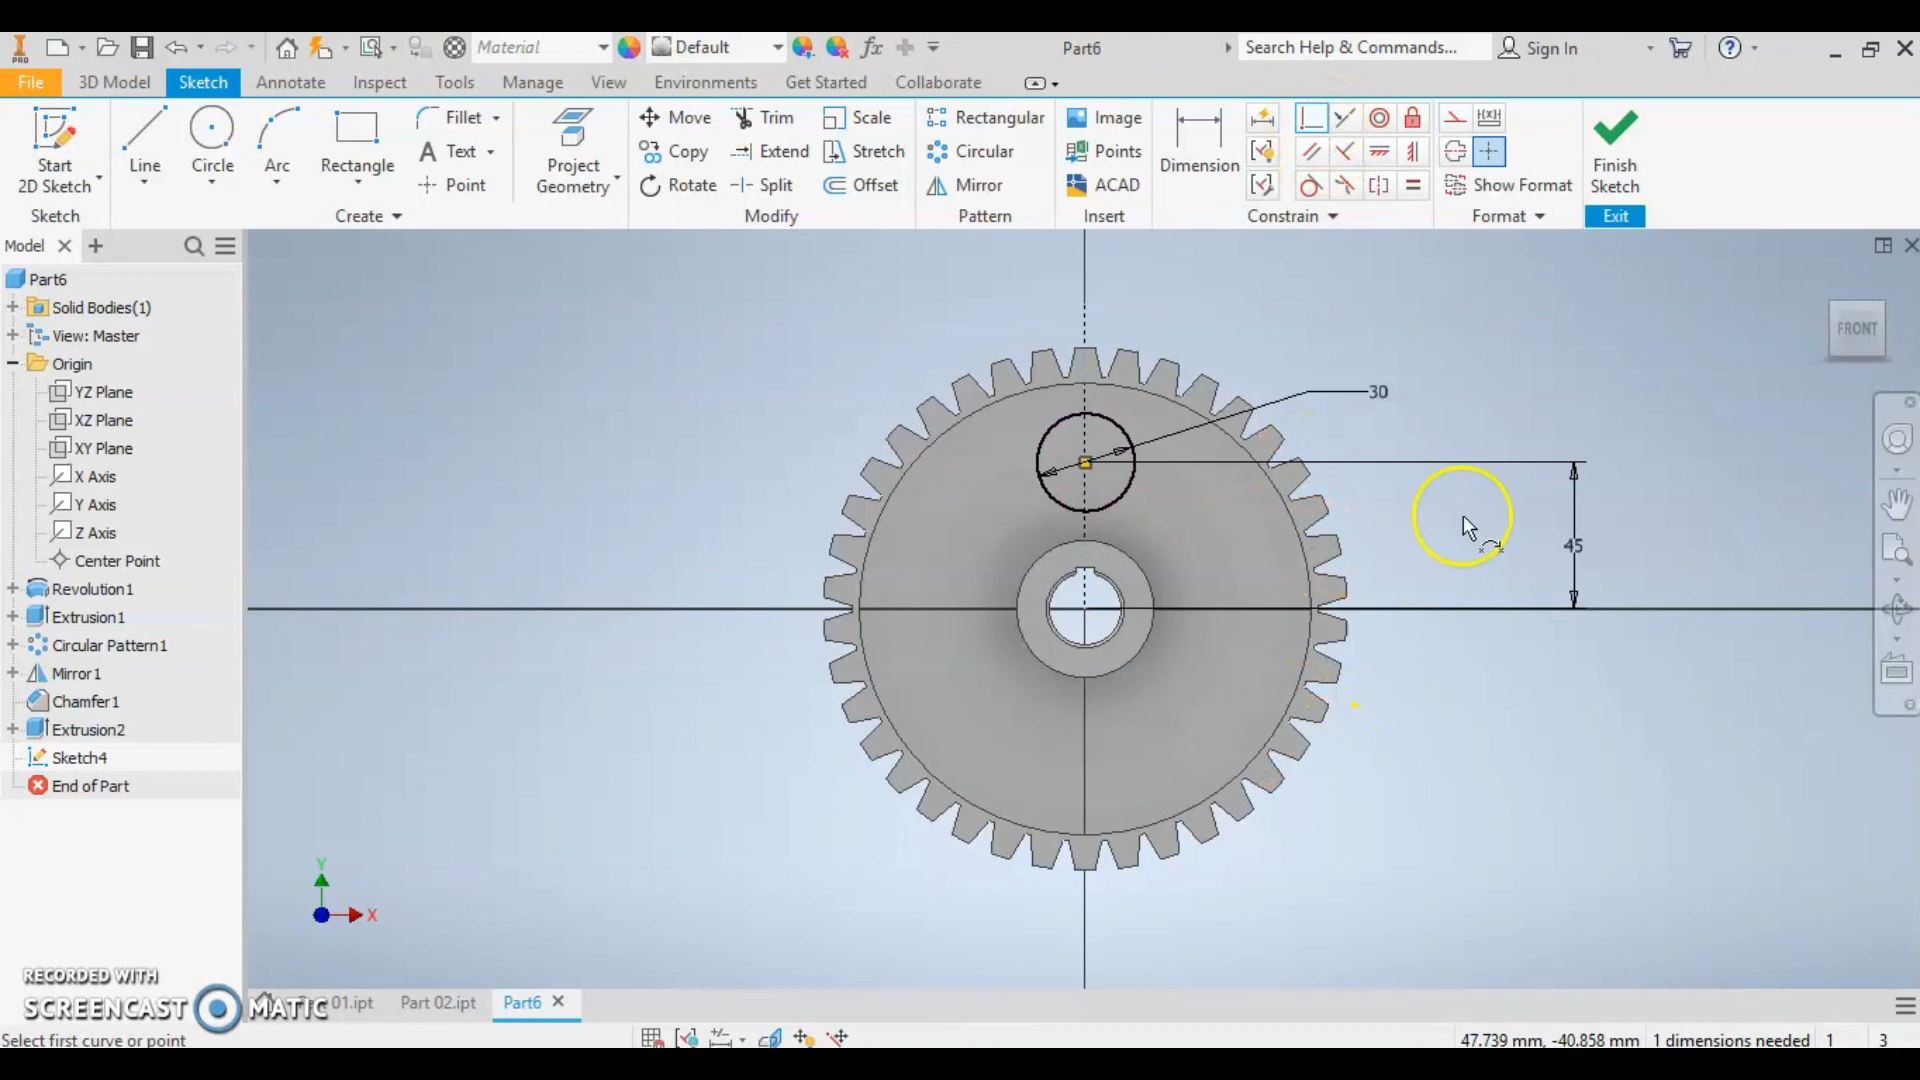 PRO
Material
Default
fx
Part6
Search Help & Commands...
Sign In
File
3D Model
Sketch
Annotate
Inspect
Tools
Manage
View
Environments
Get Started
Collaborate
Start
2D Sketch
Line
Circle
Arc
Rectangle
Fillet
Text
Point
Project
Geometry
Move
Copy
Rotate
Trim
Extend
Split
Scale
Stretch
Offset
Rectangular
Circular
Mirror
Image
Points
ACAD
Dimension
Show Format
Finish
Sketch
Sketch
Create
Modify
Pattern
Insert
Constrain
Format
Exit
Model
Part6
Solid Bodies(1)
View: Master
Origin
YZ Plane
XZ Plane
XY Plane
X Axis
Y Axis
Z Axis
Center Point
Revolution1
Extrusion1
Circular Pattern1
Mirror1
Chamfer1
Extrusion2
Sketch4
End of Part
FRONT
30
45
Y
X
RECORDED WITH
SCREENCAST MATIC
01.ipt
Part 02.ipt
Part6
Select first curve or point
47.739 mm, -40.858 mm
1 dimensions needed
1
3